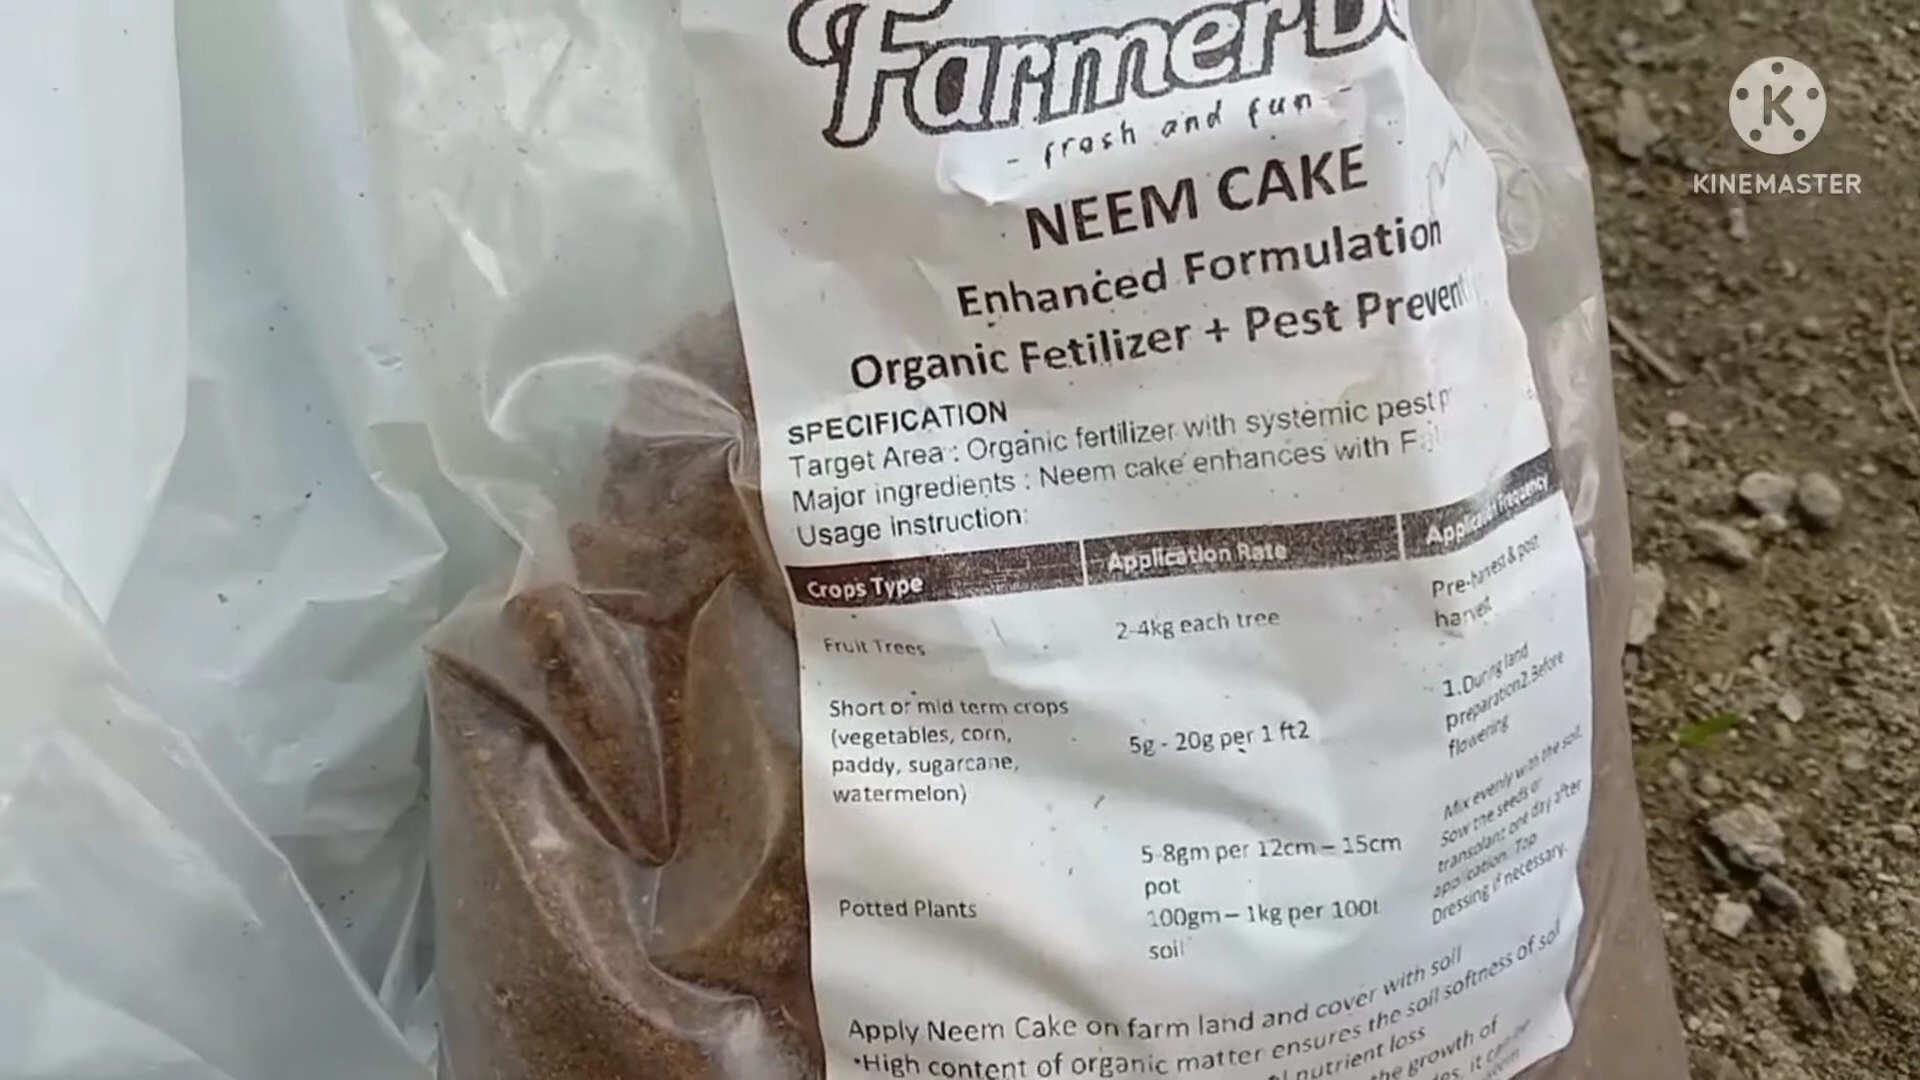 Farmer
- fresh and fun -
NEEM CAKE
Enhanced Formulation
Organic Fetilizer + Pest Prevent
SPECIFICATION
Target Area : Organic fertilizer with systemic pest
Major ingredients : Neem cake enhances with
Usage instruction:
Crops Type Application Rate Application Frequency
Fruit Trees 2-4kg each tree Pre-harvest & post
harvest
Short or mid term crops
(vegetables, corn,
paddy, sugarcane,
watermelon)
5g - 20g per 1 ft2
1.During land
preparation2.Before
flowering
Potted Plants
5-8gm per 12cm – 15cm
pot
100gm – 1kg per 100l
soil
Mix evenly with the soil.
Sow the seeds or
transplant one day after
application. Top
Dressing if necessary.
Apply Neem Cake on farm land and cover with soil
*High content of organic matter ensures the soil softness of soil
nutrient loss
the growth of
KINEMASTER